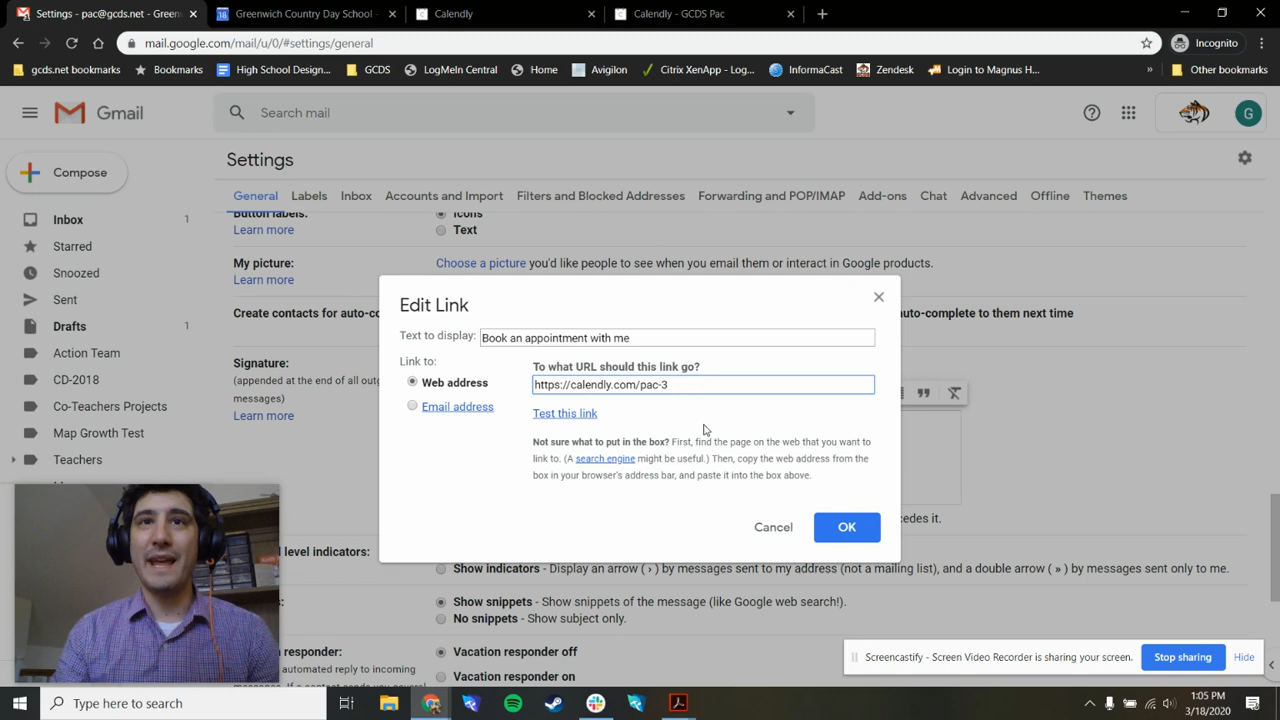 Settings - pac@gcds.net - Green
Greenwich Country Day School -
Calendly
Calendly - GCDS Pac
mail.google.com/mail/u/0/#settings/general
Incognito
gcds.net bookmarks
Bookmarks
High School Design...
GCDS
LogMeIn Central
Home
Avigilon
Citrix XenApp - Log...
InformaCast
Zendesk
Login to Magnus H...
»
Other bookmarks
Gmail
Search mail
G
Compose
Settings
General
Labels
Inbox
Accounts and Import
Filters and Blocked Addresses
Forwarding and POP/IMAP
Add-ons
Chat
Advanced
Offline
Themes
Inbox 1
Starred
Snoozed
Sent
Drafts 1
Action Team
CD-2018
Co-Teachers Projects
Map Growth Test
Teachers
Button labels:
Learn more
Icons
Text
My picture:
Learn more
Choose a picture you'd like people to see when you email them or interact in Google products.
Create contacts for auto-co
auto-complete to them next time
Signature:
messages)
Learn more
Edit Link
Text to display: Book an appointment with me
Link to:
Web address
Email address
To what URL should this link go?
https://calendly.com/pac-3
Test this link
Not sure what to put in the box? First, find the page on the web that you want to
link to. (A search engine might be useful.) Then, copy the web address from the
box in your browser's address bar, and paste it into the box above.
Cancel
OK
edes it.
l level indicators:
Show indicators - Display an arrow ( › ) by messages sent to my address (not a mailing list), and a double arrow ( » ) by messages sent only to me.
s:
Show snippets - Show snippets of the message (like Google web search!).
No snippets - Show subject only.
responder:
automated reply to incoming
Vacation responder off
Vacation responder on
Screencastify - Screen Video Recorder is sharing your screen.
Stop sharing
Hide
Type here to search
1:05 PM
3/18/2020